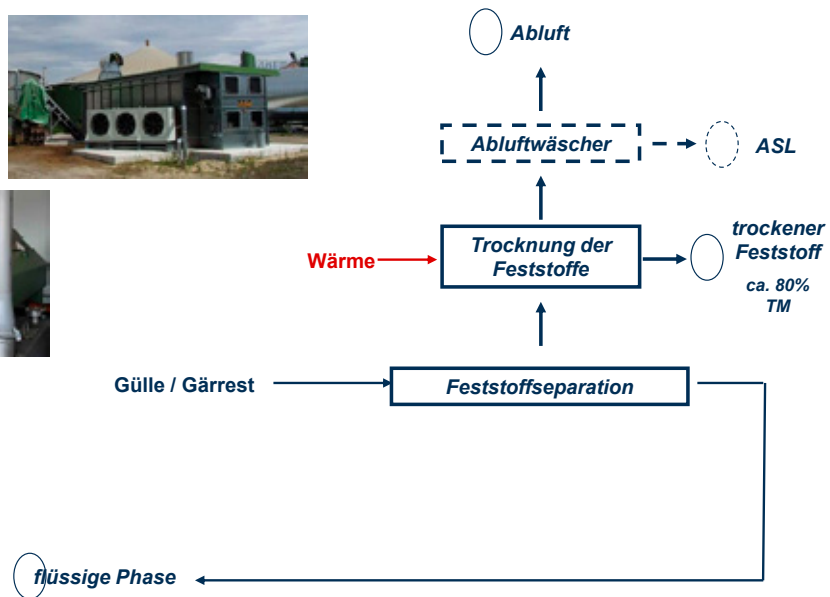 Abluft
Abluftwäscher
ASL
Wärme
Trocknung der
Feststoffe
trockener
Feststoff
ca. 80%
TM
Gülle / Gärrest
Feststoffseparation
flüssige Phase